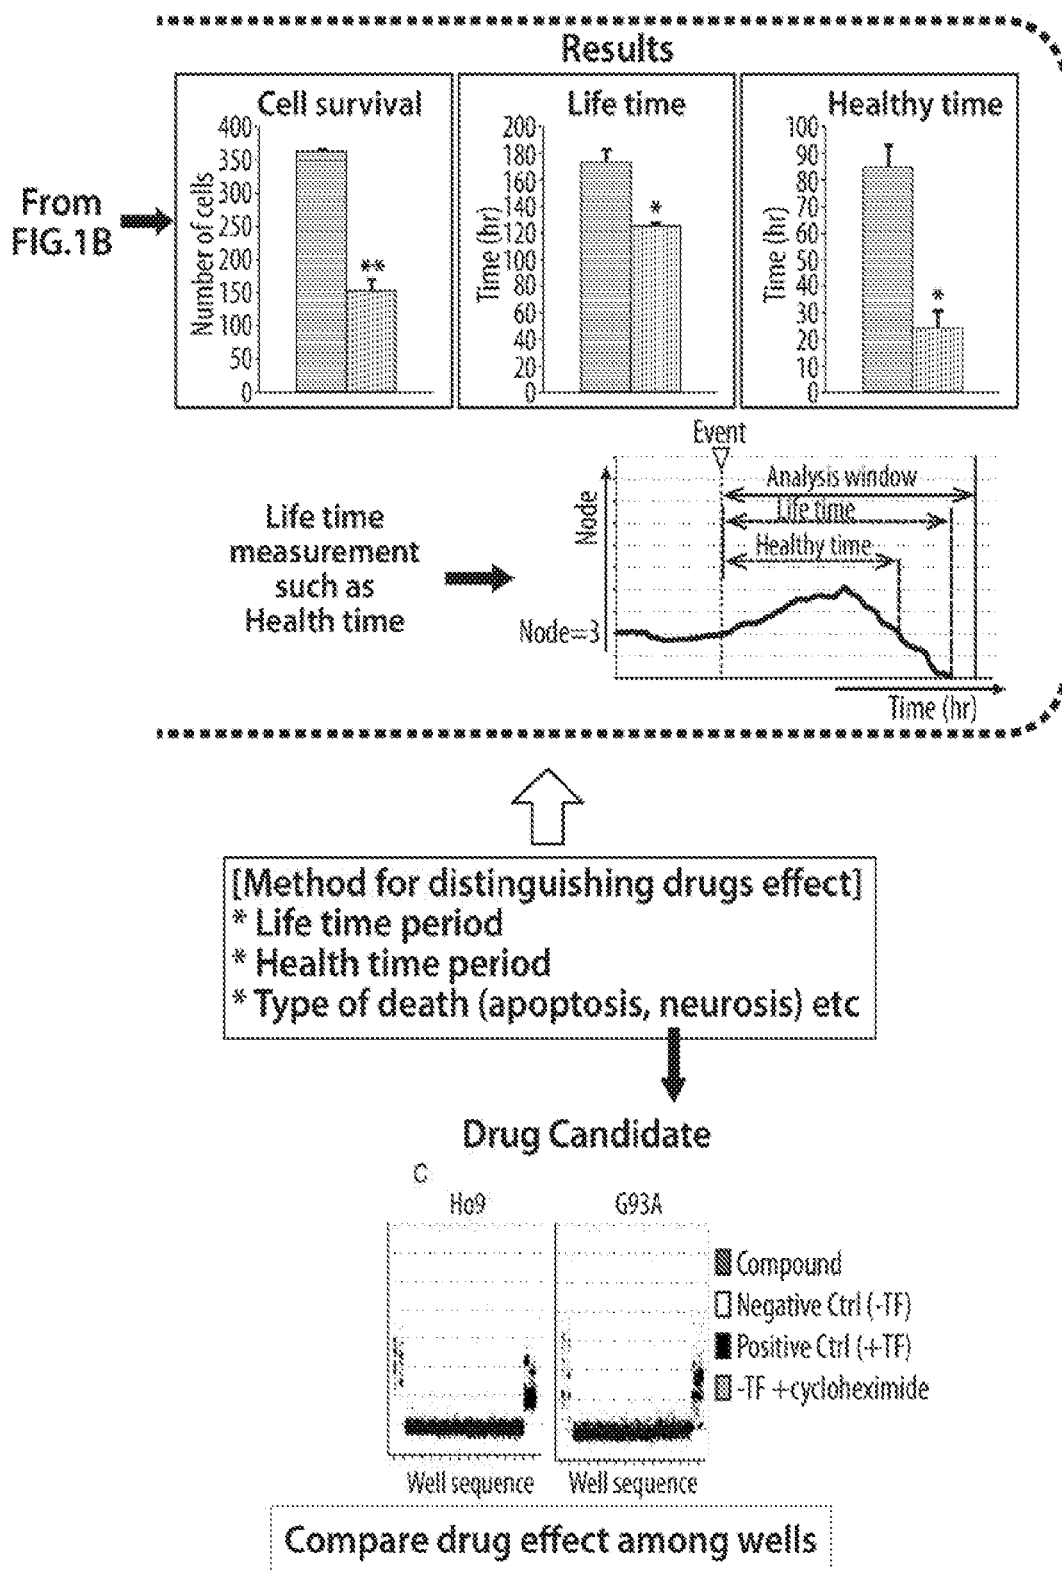 Results
From
FIG.1B
Cell survival
Number of cells
400
350
300
250
200
150
100
50
0
**
Life time
Time (hr)
200
180
160
140
120
100
80
60
40
20
0
*
Healthy time
Time (hr)
100
90
80
70
60
50
40
30
20
10
0
*
Life time
measurement
such as
Health time
Event
Node
Analysis window
Life time
Healthy time
Node=3
Time (hr)
[Method for distinguishing drugs effect]
* Life time period
* Health time period
* Type of death (apoptosis, neurosis) etc
Drug Candidate
C
Ho9
G93A
Compound
Negative Ctrl (-TF)
Positive Ctrl (+TF)
-TF +cycloheximide
Well sequence
Well sequence
Compare drug effect among wells